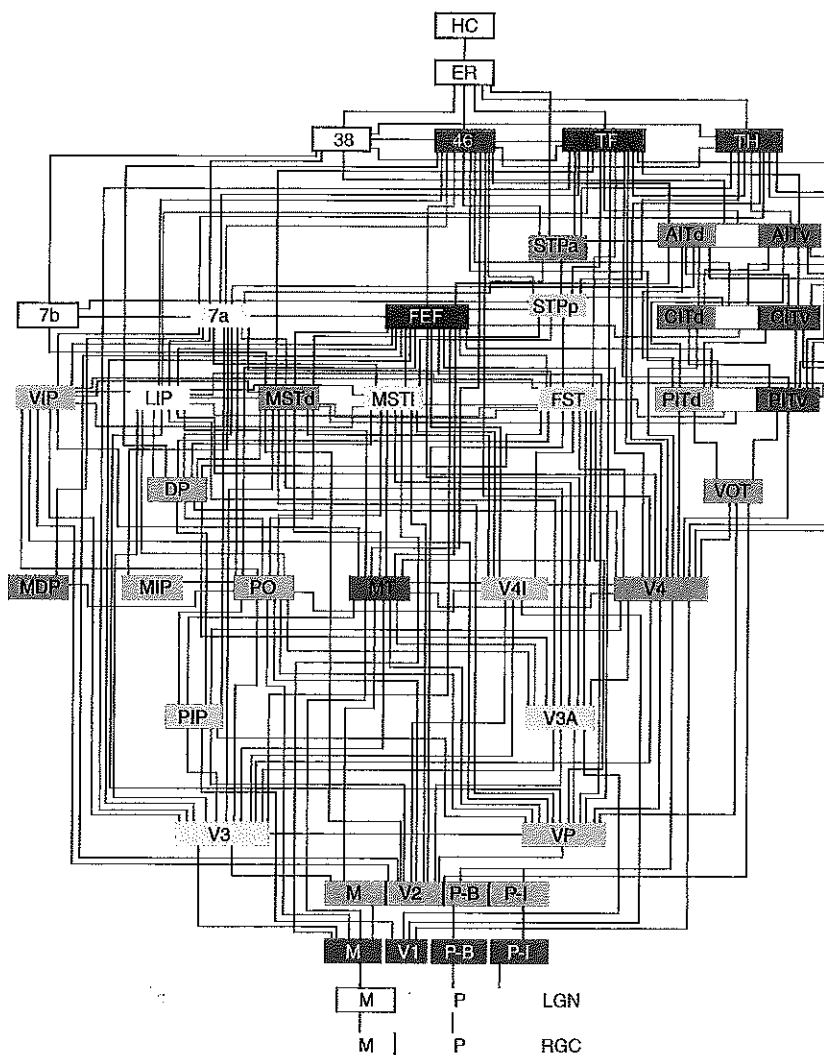 HC
ER
38 46 TF TH
STPa AITd AITv
7b 7a FEF STPp CITd CITv
VIP LIP MSTd MSTl FST PITd PITv
DP VOT
MDP MIP PO MT V4t V4
PIP V3A
V3 VP
M V2 P-B P-I
M V1 P-B P-I
M P LGN
M P RGC